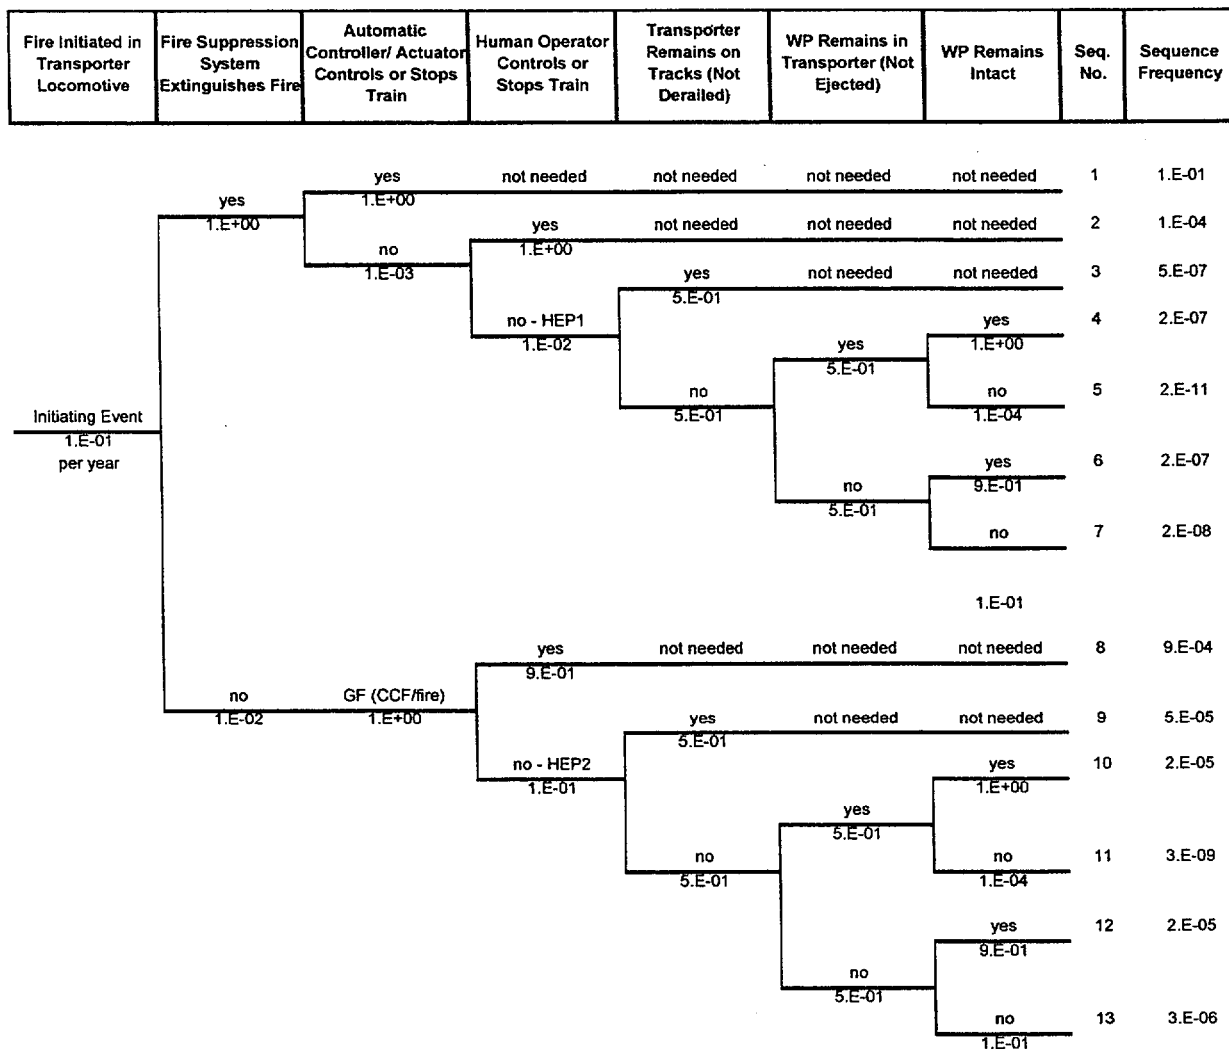 Fire Initiated in Transporter Locomotive
Fire Suppression System Extinguishes Fire
Automatic Controller/ Actuator Controls or Stops Train
Human Operator Controls or Stops Train
Transporter Remains on Tracks (Not Derailed)
WP Remains in Transporter (Not Ejected)
WP Remains Intact
Seq. No.
Sequence Frequency
yes not needed not needed not needed not needed 1 1.E-01
yes 1.E+00
1.E+00 yes not needed not needed not needed 2 1.E-04
no 1.E+00
1.E-03 yes not needed not needed 3 5.E-07
5.E-01
no - HEP1 yes 4 2.E-07
1.E-02 yes 1.E+00
5.E-01
no no 5 2.E-11
Initiating Event 5.E-01 1.E-04
1.E-01
per year yes 6 2.E-07
no 9.E-01
5.E-01
no 7 2.E-08
1.E-01
yes not needed not needed not needed 8 9.E-04
9.E-01
no GF (CCF/fire)
1.E-02 1.E+00 yes not needed not needed 9 5.E-05
5.E-01
no - HEP2 yes 10 2.E-05
1.E-01 1.E+00
yes
5.E-01
no no 11 3.E-09
5.E-01 1.E-04
yes 12 2.E-05
9.E-01
no
5.E-01
no 13 3.E-06
1.E-01